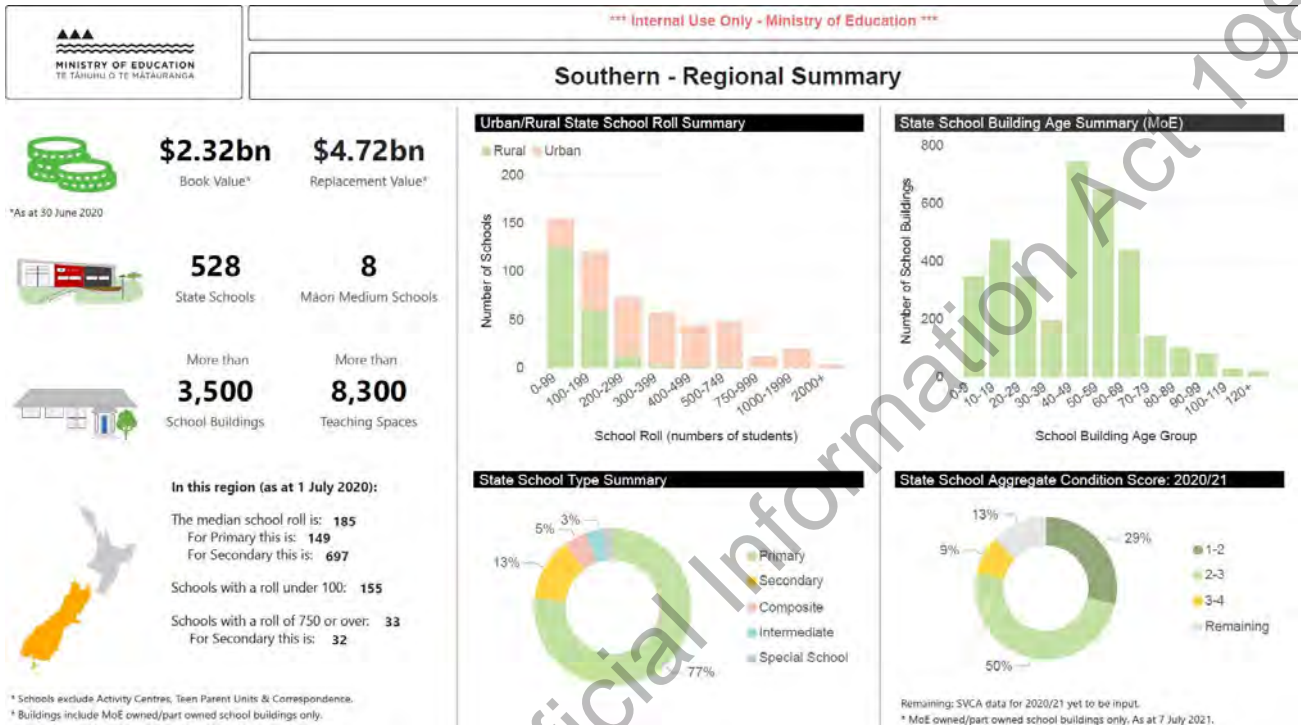 *** Internal Use Only - Ministry of Education ***
MINISTRY OF EDUCATION
TE TĀHUHU O TE MĀTAURANGA
Southern - Regional Summary
$2.32bn
Book Value*
$4.72bn
Replacement Value*
*As at 30 June 2020
528
State Schools
8
Māori Medium Schools
More than
3,500
School Buildings
More than
8,300
Teaching Spaces
In this region (as at 1 July 2020):
The median school roll is: 185
For Primary this is: 149
For Secondary this is: 697
Schools with a roll under 100: 155
Schools with a roll of 750 or over: 33
For Secondary this is: 32
* Schools exclude Activity Centres, Teen Parent Units & Correspondence.
* Buildings include MoE owned/part owned school buildings only.
Urban/Rural State School Roll Summary
Rural Urban
Number of Schools
200
150
100
50
0
0-99 100-199 200-299 300-399 400-499 500-749 750-999 1000-1999 2000+
School Roll (numbers of students)
State School Building Age Summary (MoE)
Number of School Buildings
800
600
400
200
0
0-9 10-19 20-29 30-39 40-49 50-59 60-69 70-79 80-89 90-99 100-119 120+
School Building Age Group
State School Type Summary
3%
5%
13%
77%
Primary
Secondary
Composite
Intermediate
Special School
State School Aggregate Condition Score: 2020/21
13%
9%
29%
50%
1-2
2-3
3-4
Remaining
Remaining: SVCA data for 2020/21 yet to be input.
* MoE owned/part owned school buildings only. As at 7 July 2021.
ficial Information Act 198